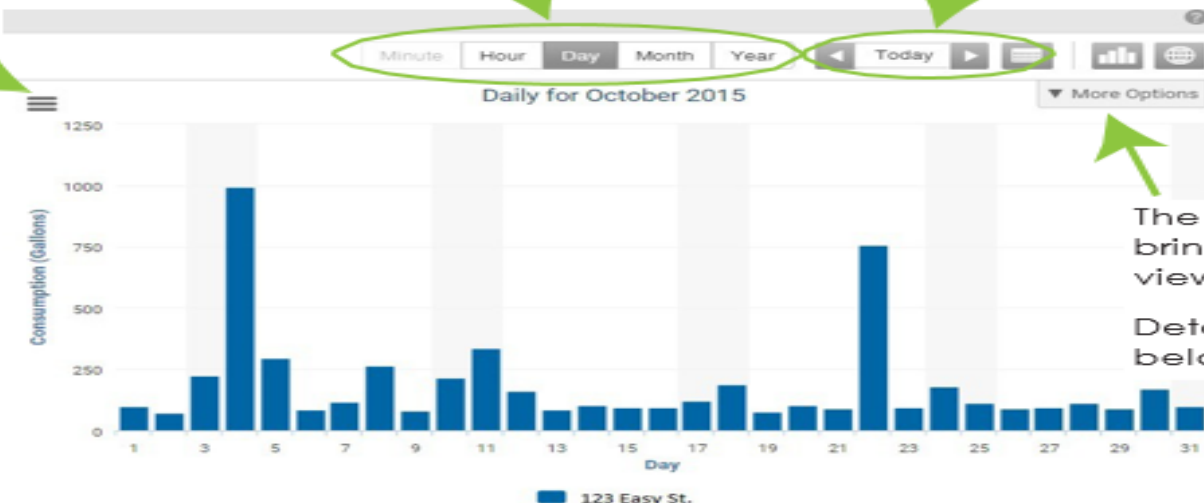 Minute Hour Day Month Year Today
Daily for October 2015
More Options
1250
1000
750
500
250
0
Consumption (Gallons)
1 3 5 7 9 11 13 15 17 19 21 23 25 27 29 31
Day
123 Easy St.
The
brin
view
Det